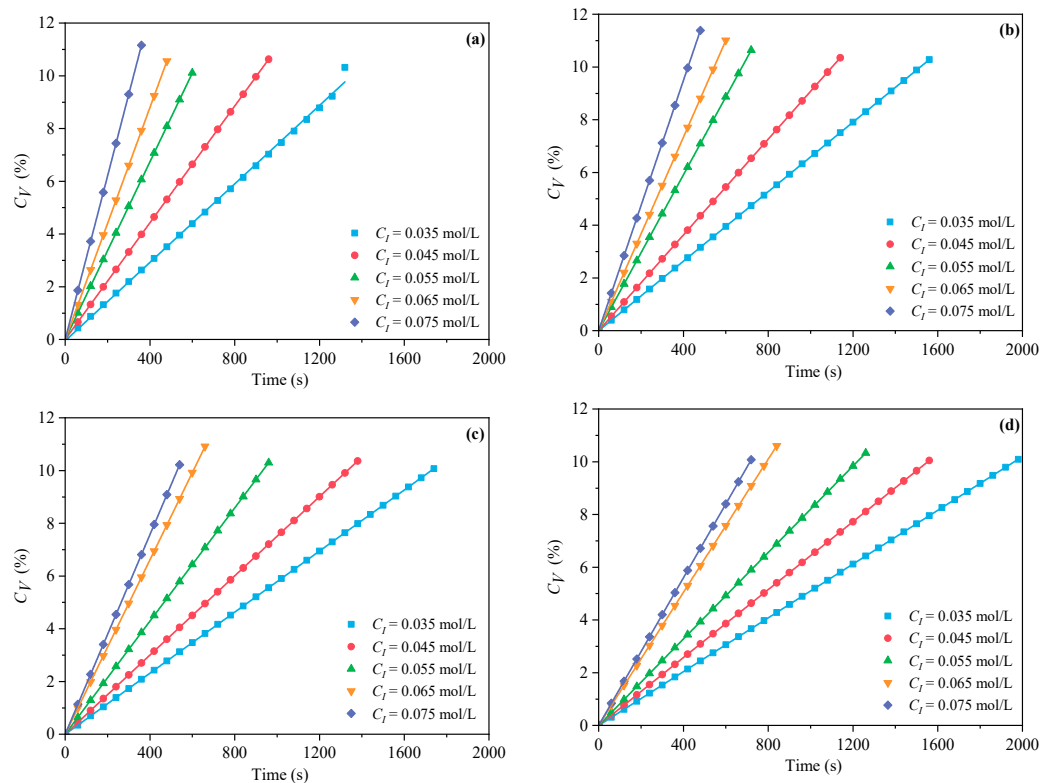 (a)
C_V (%)
12
10
8
6
4
2
0
0 400 800 1200 1600 2000
Time (s)
C_I = 0.035 mol/L
C_I = 0.045 mol/L
C_I = 0.055 mol/L
C_I = 0.065 mol/L
C_I = 0.075 mol/L
(b)
C_V (%)
12
10
8
6
4
2
0
0 400 800 1200 1600 2000
Time (s)
C_I = 0.035 mol/L
C_I = 0.045 mol/L
C_I = 0.055 mol/L
C_I = 0.065 mol/L
C_I = 0.075 mol/L
(c)
C_V (%)
12
10
8
6
4
2
0
0 400 800 1200 1600 2000
Time (s)
C_I = 0.035 mol/L
C_I = 0.045 mol/L
C_I = 0.055 mol/L
C_I = 0.065 mol/L
C_I = 0.075 mol/L
(d)
C_V (%)
12
10
8
6
4
2
0
0 400 800 1200 1600 2000
Time (s)
C_I = 0.035 mol/L
C_I = 0.045 mol/L
C_I = 0.055 mol/L
C_I = 0.065 mol/L
C_I = 0.075 mol/L